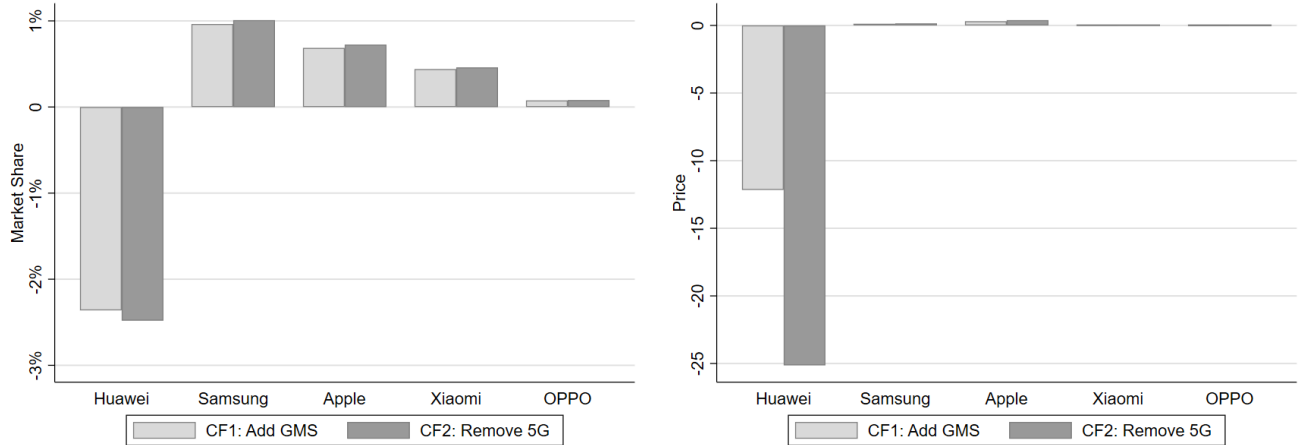 Market Share
1%
0
-1%
-2%
-3%
Huawei Samsung Apple Xiaomi OPPO
CF1: Add GMS CF2: Remove 5G
Price
0
-5
-10
-15
-20
-25
Huawei Samsung Apple Xiaomi OPPO
CF1: Add GMS CF2: Remove 5G